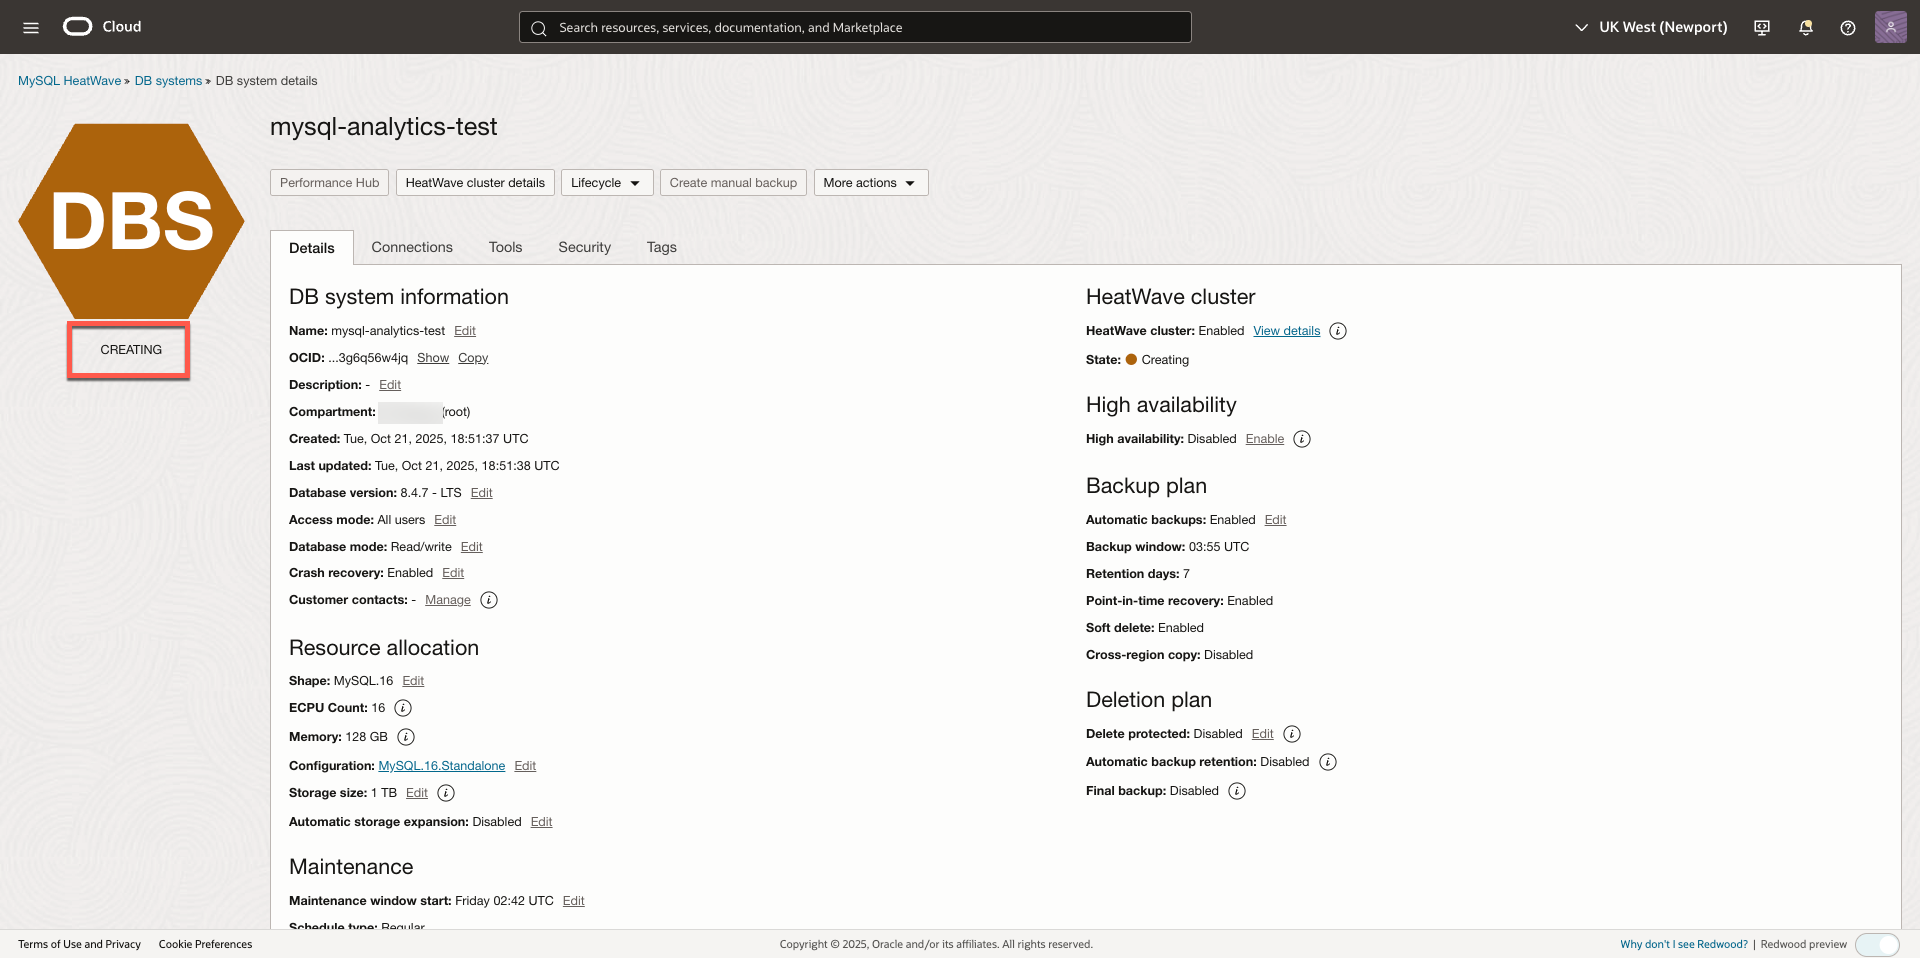 Cloud
Search resources, services, documentation, and Marketplace
UK West (Newport)
MySQL HeatWave » DB systems » DB system details
DBS
CREATING
mysql-analytics-test
Performance Hub
HeatWave cluster details
Lifecycle
Create manual backup
More actions
Details
Connections
Tools
Security
Tags
DB system information
Name: mysql-analytics-test Edit
OCID: ...3g6q56w4jq Show Copy
Description: - Edit
Compartment: (root)
Created: Tue, Oct 21, 2025, 18:51:37 UTC
Last updated: Tue, Oct 21, 2025, 18:51:38 UTC
Database version: 8.4.7 - LTS Edit
Access mode: All users Edit
Database mode: Read/write Edit
Crash recovery: Enabled Edit
Customer contacts: - Manage
Resource allocation
Shape: MySQL.16 Edit
ECPU Count: 16
Memory: 128 GB
Configuration: MySQL.16.Standalone Edit
Storage size: 1 TB Edit
Automatic storage expansion: Disabled Edit
Maintenance
Maintenance window start: Friday 02:42 UTC Edit
Schedule type: Regular
HeatWave cluster
HeatWave cluster: Enabled View details
State: Creating
High availability
High availability: Disabled Enable
Backup plan
Automatic backups: Enabled Edit
Backup window: 03:55 UTC
Retention days: 7
Point-in-time recovery: Enabled
Soft delete: Enabled
Cross-region copy: Disabled
Deletion plan
Delete protected: Disabled Edit
Automatic backup retention: Disabled
Final backup: Disabled
Terms of Use and Privacy
Cookie Preferences
Copyright © 2025, Oracle and/or its affiliates. All rights reserved.
Why don't I see Redwood? | Redwood preview